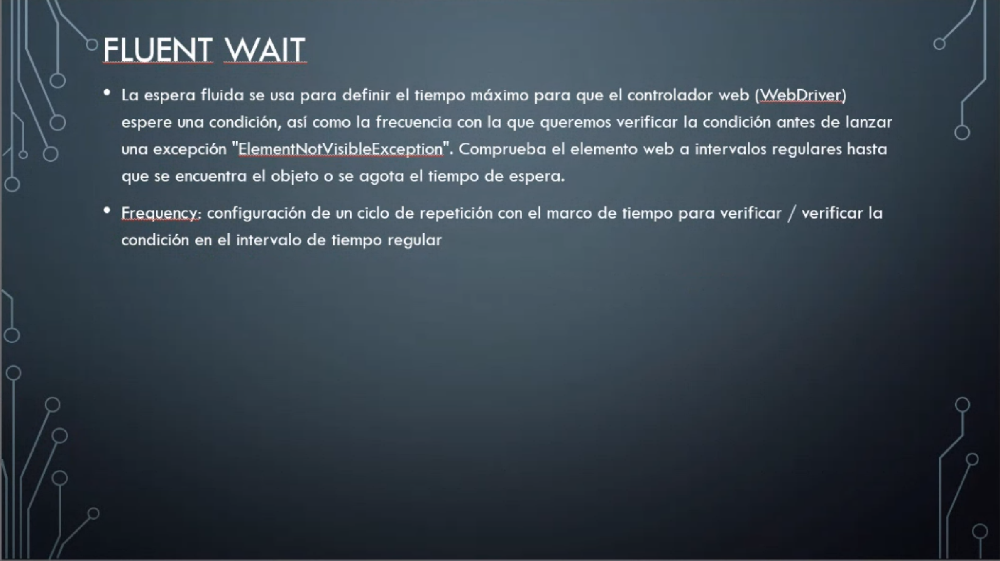 FLUENT WAIT
• La espera fluida se usa para definir el tiempo máximo para que el controlador web (WebDriver)
espere una condición, así como la frecuencia con la que queremos verificar la condición antes de lanzar
una excepción "ElementNotVisibleException". Comprueba el elemento web a intervalos regulares hasta
que se encuentra el objeto o se agota el tiempo de espera.
• Frequency: configuración de un ciclo de repetición con el marco de tiempo para verificar / verificar la
condición en el intervalo de tiempo regular